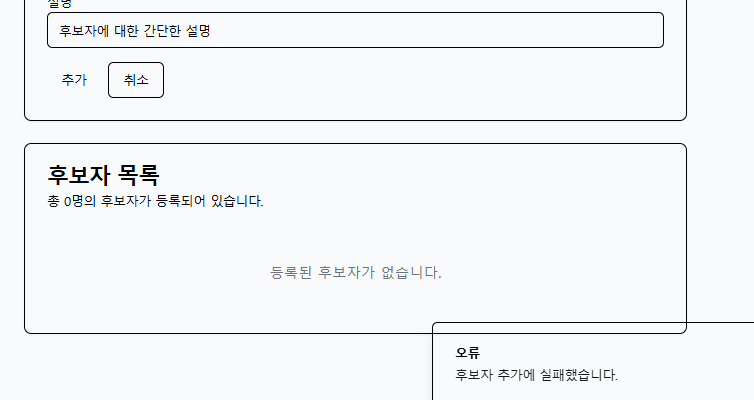 설명
후보자에 대한 간단한 설명
추가
취소
후보자 목록
총 0명의 후보자가 등록되어 있습니다.
등록된 후보자가 없습니다.
오류
후보자 추가에 실패했습니다.